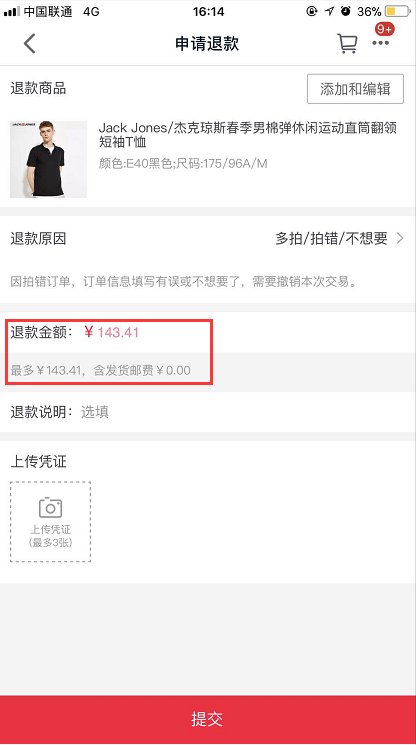 中国联通 4G 16:14 36%
申请退款
9+
退款商品
添加和编辑
JACK&JONES
Jack Jones/杰克琼斯春季男棉弹休闲运动直筒翻领
短袖T恤
颜色:E40黑色;尺码:175/96A/M
退款原因 多拍/拍错/不想要
因拍错订单，订单信息填写有误或不想要了，需要撤销本次交易。
退款金额：￥143.41
最多￥143.41，含发货邮费￥0.00
退款说明：选填
上传凭证
上传凭证
(最多3张)
提交